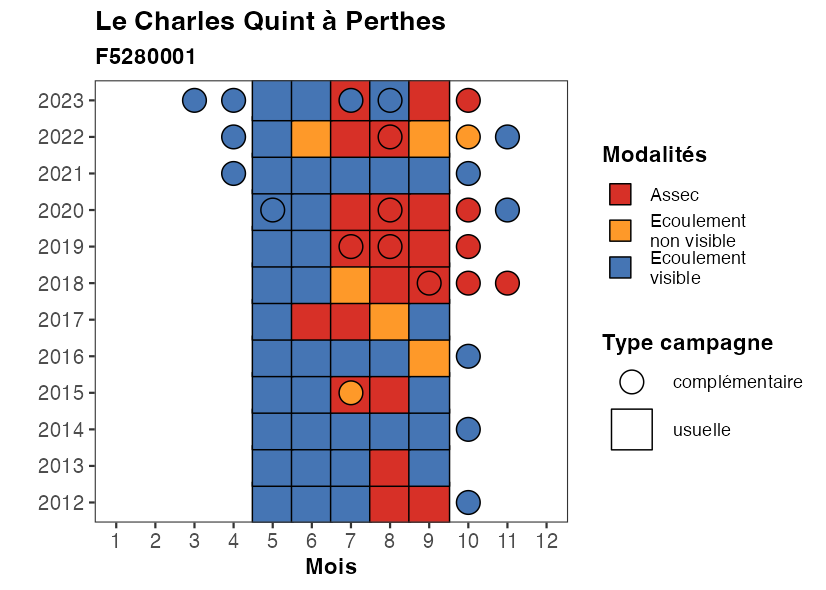 Le Charles Quint à Perthes
F5280001
2023
2022
2021
2020
2019
2018
2017
2016
2015
2014
2013
2012
1 2 3 4 5 6 7 8 9 10 11 12
Mois
Modalités
Assec
Ecoulement
non visible
Ecoulement
visible
Type campagne
complémentaire
usuelle